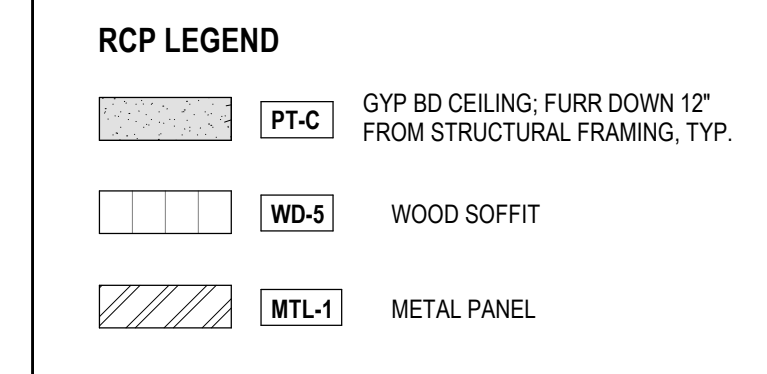 RCP LEGEND
PT-C
GYP BD CEILING; FURR DOWN 12"
FROM STRUCTURAL FRAMING, TYP.
WD-5
WOOD SOFFIT
MTL-1
METAL PANEL